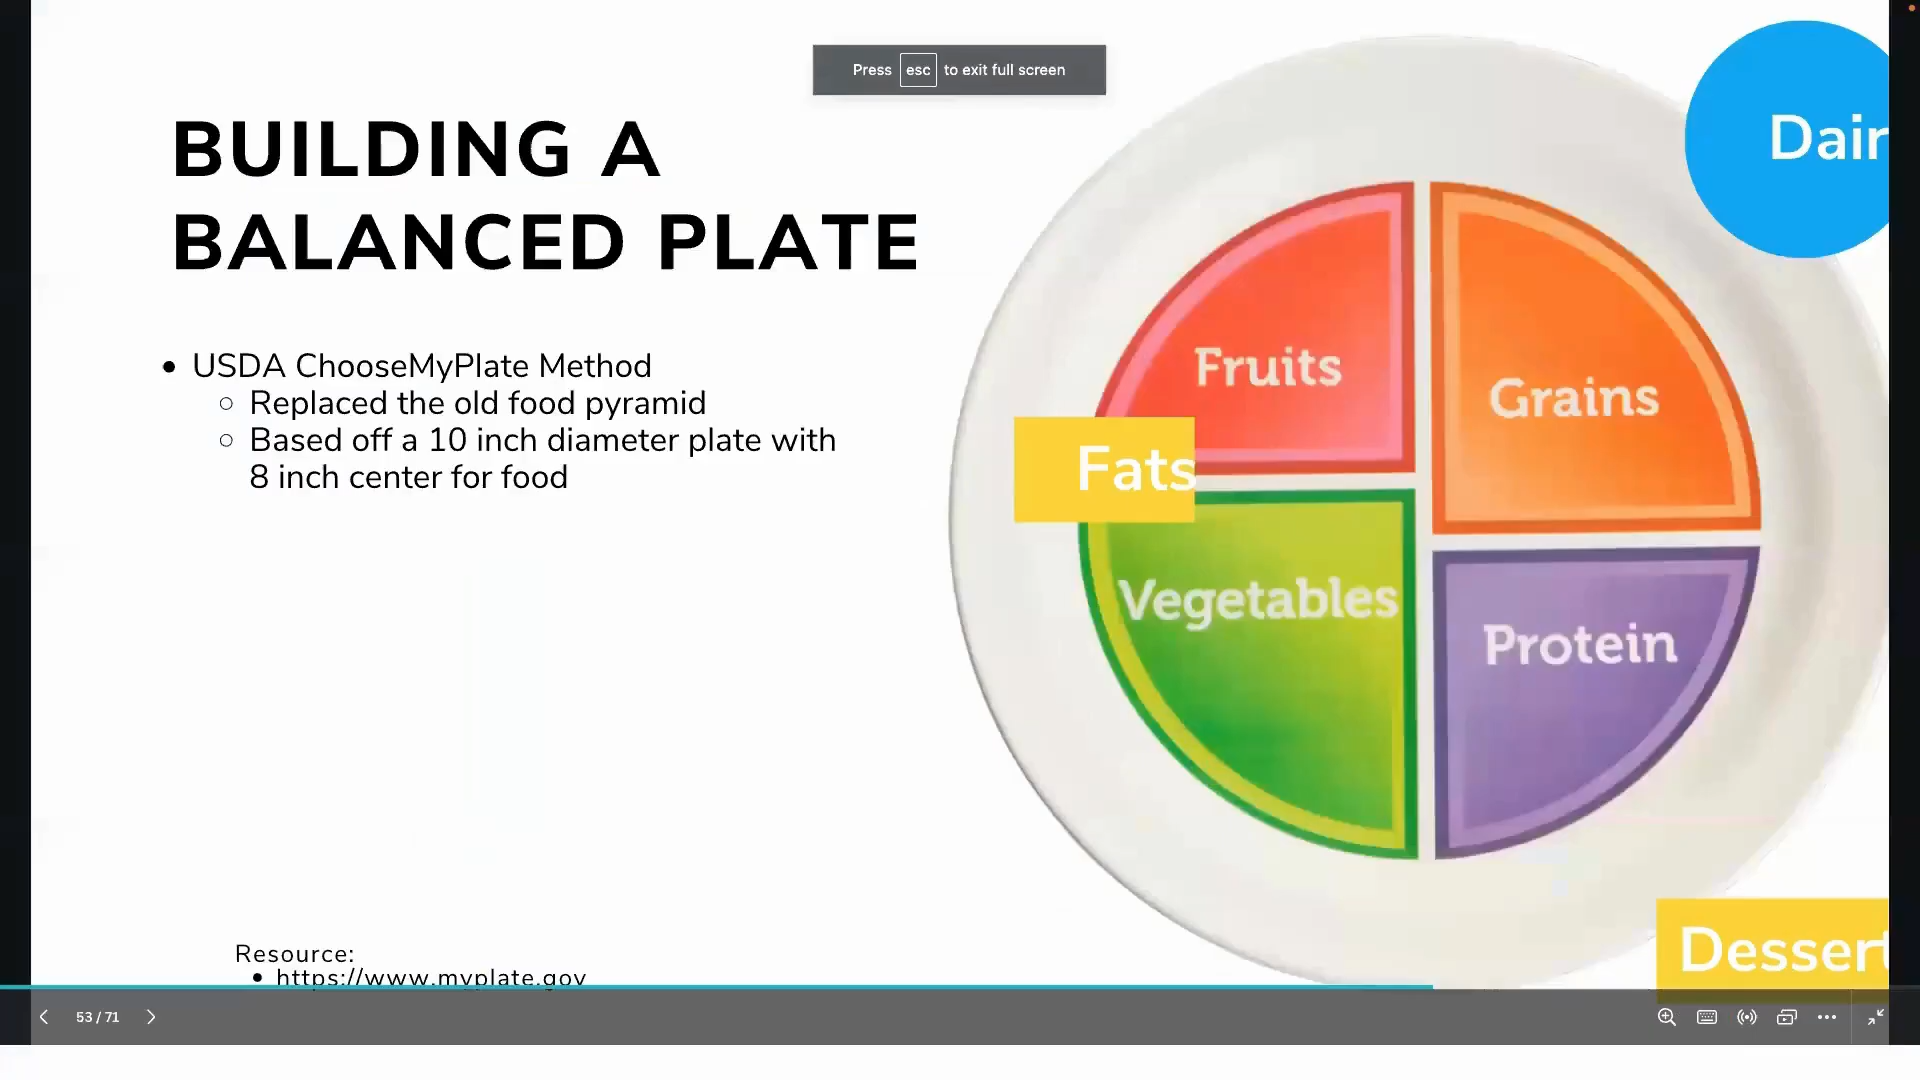 Press esc to exit full screen
Dair
BUILDING A
BALANCED PLATE
USDA ChooseMyPlate Method
Replaced the old food pyramid
Based off a 10 inch diameter plate with
8 inch center for food
Fruits
Grains
Fats
Vegetables
Protein
Dessert
Resource:
https://www.myplate.gov
53 / 71